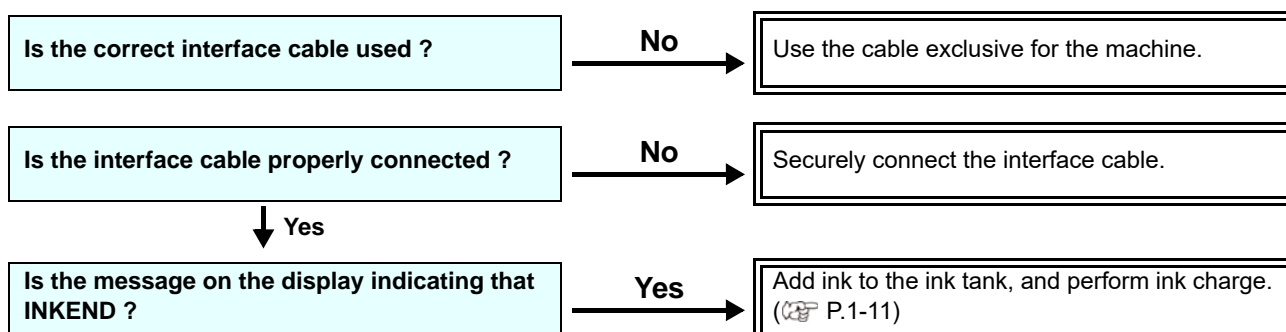 Is the correct interface cable used ?
No
Use the cable exclusive for the machine.
Is the interface cable properly connected ?
No
Securely connect the interface cable.
Yes
Is the message on the display indicating that
INKEND ?
Yes
Add ink to the ink tank, and perform ink charge.
(☞ P.1-11)